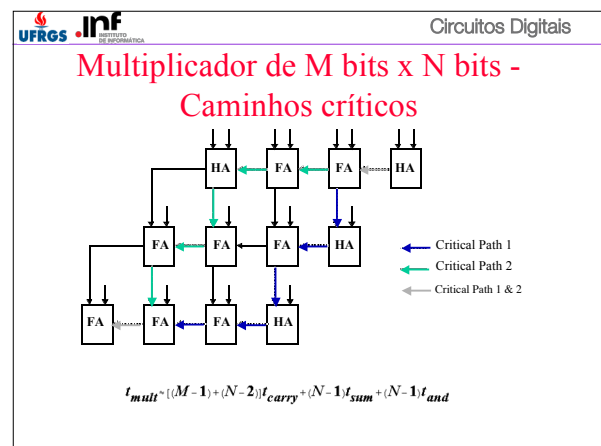 UFRGS
.INF
INSTITUTO
DE INFORMÁTICA
Circuitos Digitais
Multiplicador de M bits x N bits -
Caminhos críticos
HA FA FA HA
FA FA FA HA
FA FA FA HA
Critical Path 1
Critical Path 2
Critical Path 1 & 2
t_mult ≈ [(M-1)+(N-2)]t_carry+(N-1)t_sum+(N-1)t_and